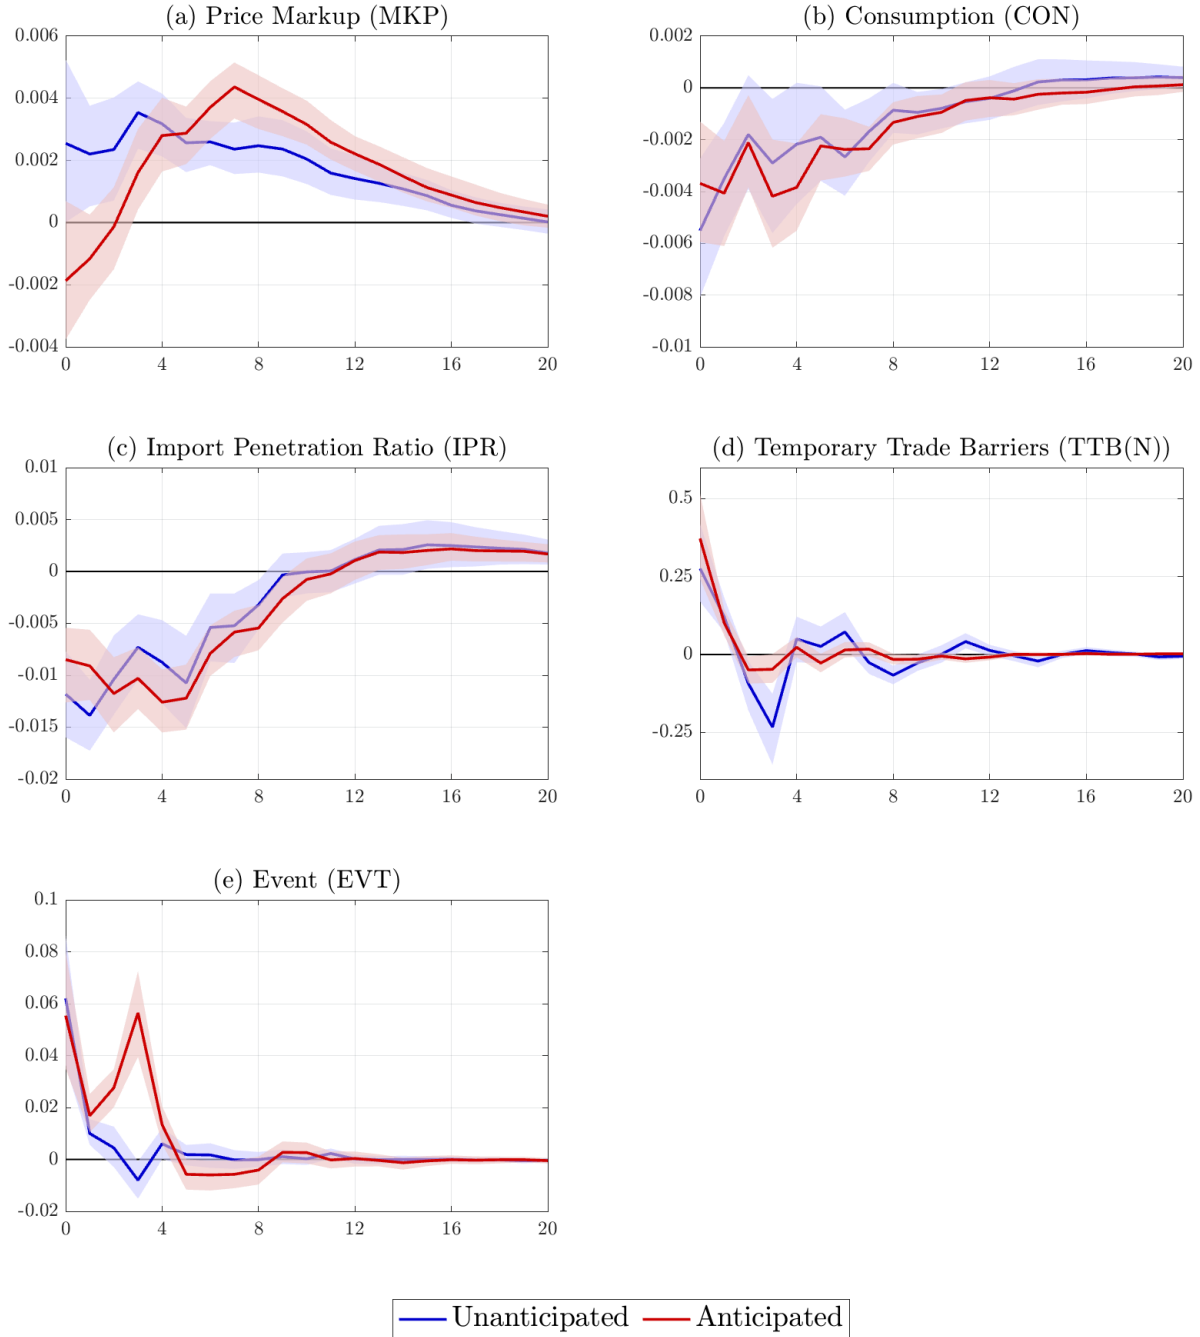 (a) Price Markup (MKP)
0.006
0.004
0.002
0
-0.002
-0.004
0 4 8 12 16 20
(b) Consumption (CON)
0.002
0
-0.002
-0.004
-0.006
-0.008
-0.01
0 4 8 12 16 20
(c) Import Penetration Ratio (IPR)
0.01
0.005
0
-0.005
-0.01
-0.015
-0.02
0 4 8 12 16 20
(d) Temporary Trade Barriers (TTB(N))
0.5
0.25
0
-0.25
0 4 8 12 16 20
(e) Event (EVT)
0.1
0.08
0.06
0.04
0.02
0
-0.02
0 4 8 12 16 20
Unanticipated Anticipated